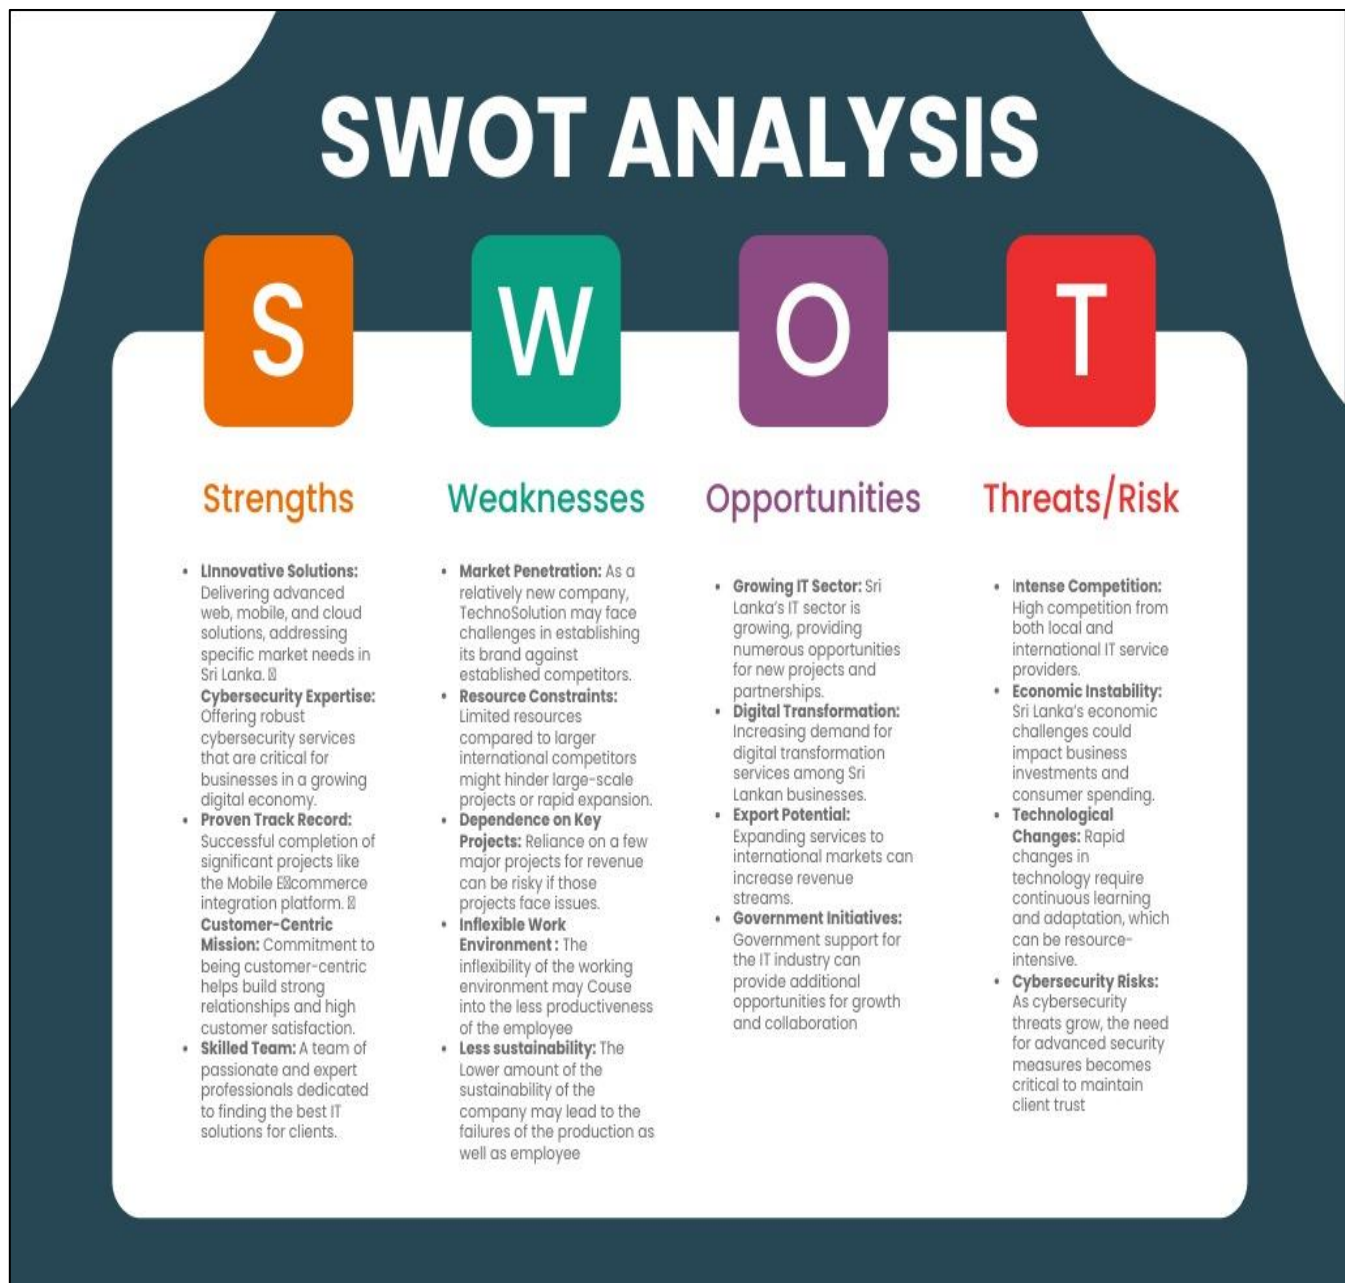 SWOT ANALYSIS
S
W
O
T
Strengths
• LInnovative Solutions:
Delivering advanced
web, mobile, and cloud
solutions, addressing
specific market needs in
Sri Lanka. 
Cybersecurity Expertise:
Offering robust
cybersecurity services
that are critical for
businesses in a growing
digital economy.
• Proven Track Record:
Successful completion of
significant projects like
the Mobile Ecommerce
integration platform. 
Customer-Centric
Mission: Commitment to
being customer-centric
helps build strong
relationships and high
customer satisfaction.
• Skilled Team: A team of
passionate and expert
professionals dedicated
to finding the best IT
solutions for clients.
Weaknesses
• Market Penetration: As a
relatively new company,
TechnoSolution may face
challenges in establishing
its brand against
established competitors.
• Resource Constraints:
Limited resources
compared to larger
international competitors
might hinder large-scale
projects or rapid expansion.
• Dependence on Key
Projects: Reliance on a few
major projects for revenue
can be risky if those
projects face issues.
• Inflexible Work
Environment : The
inflexibility of the working
environment may Couse
into the less productiveness
of the employee
• Less sustainability: The
Lower amount of the
sustainability of the
company may lead to the
failures of the production as
well as employee
Opportunities
• Growing IT Sector: Sri
Lanka's IT sector is
growing, providing
numerous opportunities
for new projects and
partnerships.
• Digital Transformation:
Increasing demand for
digital transformation
services among Sri
Lankan businesses.
• Export Potential:
Expanding services to
international markets can
increase revenue
streams.
• Government Initiatives:
Government support for
the IT industry can
provide additional
opportunities for growth
and collaboration
Threats/Risk
• Intense Competition:
High competition from
both local and
international IT service
providers.
• Economic Instability:
Sri Lanka's economic
challenges could
impact business
investments and
consumer spending.
• Technological
Changes: Rapid
changes in
technology require
continuous learning
and adaptation, which
can be resource-
intensive.
• Cybersecurity Risks:
As cybersecurity
threats grow, the need
for advanced security
measures becomes
critical to maintain
client trust